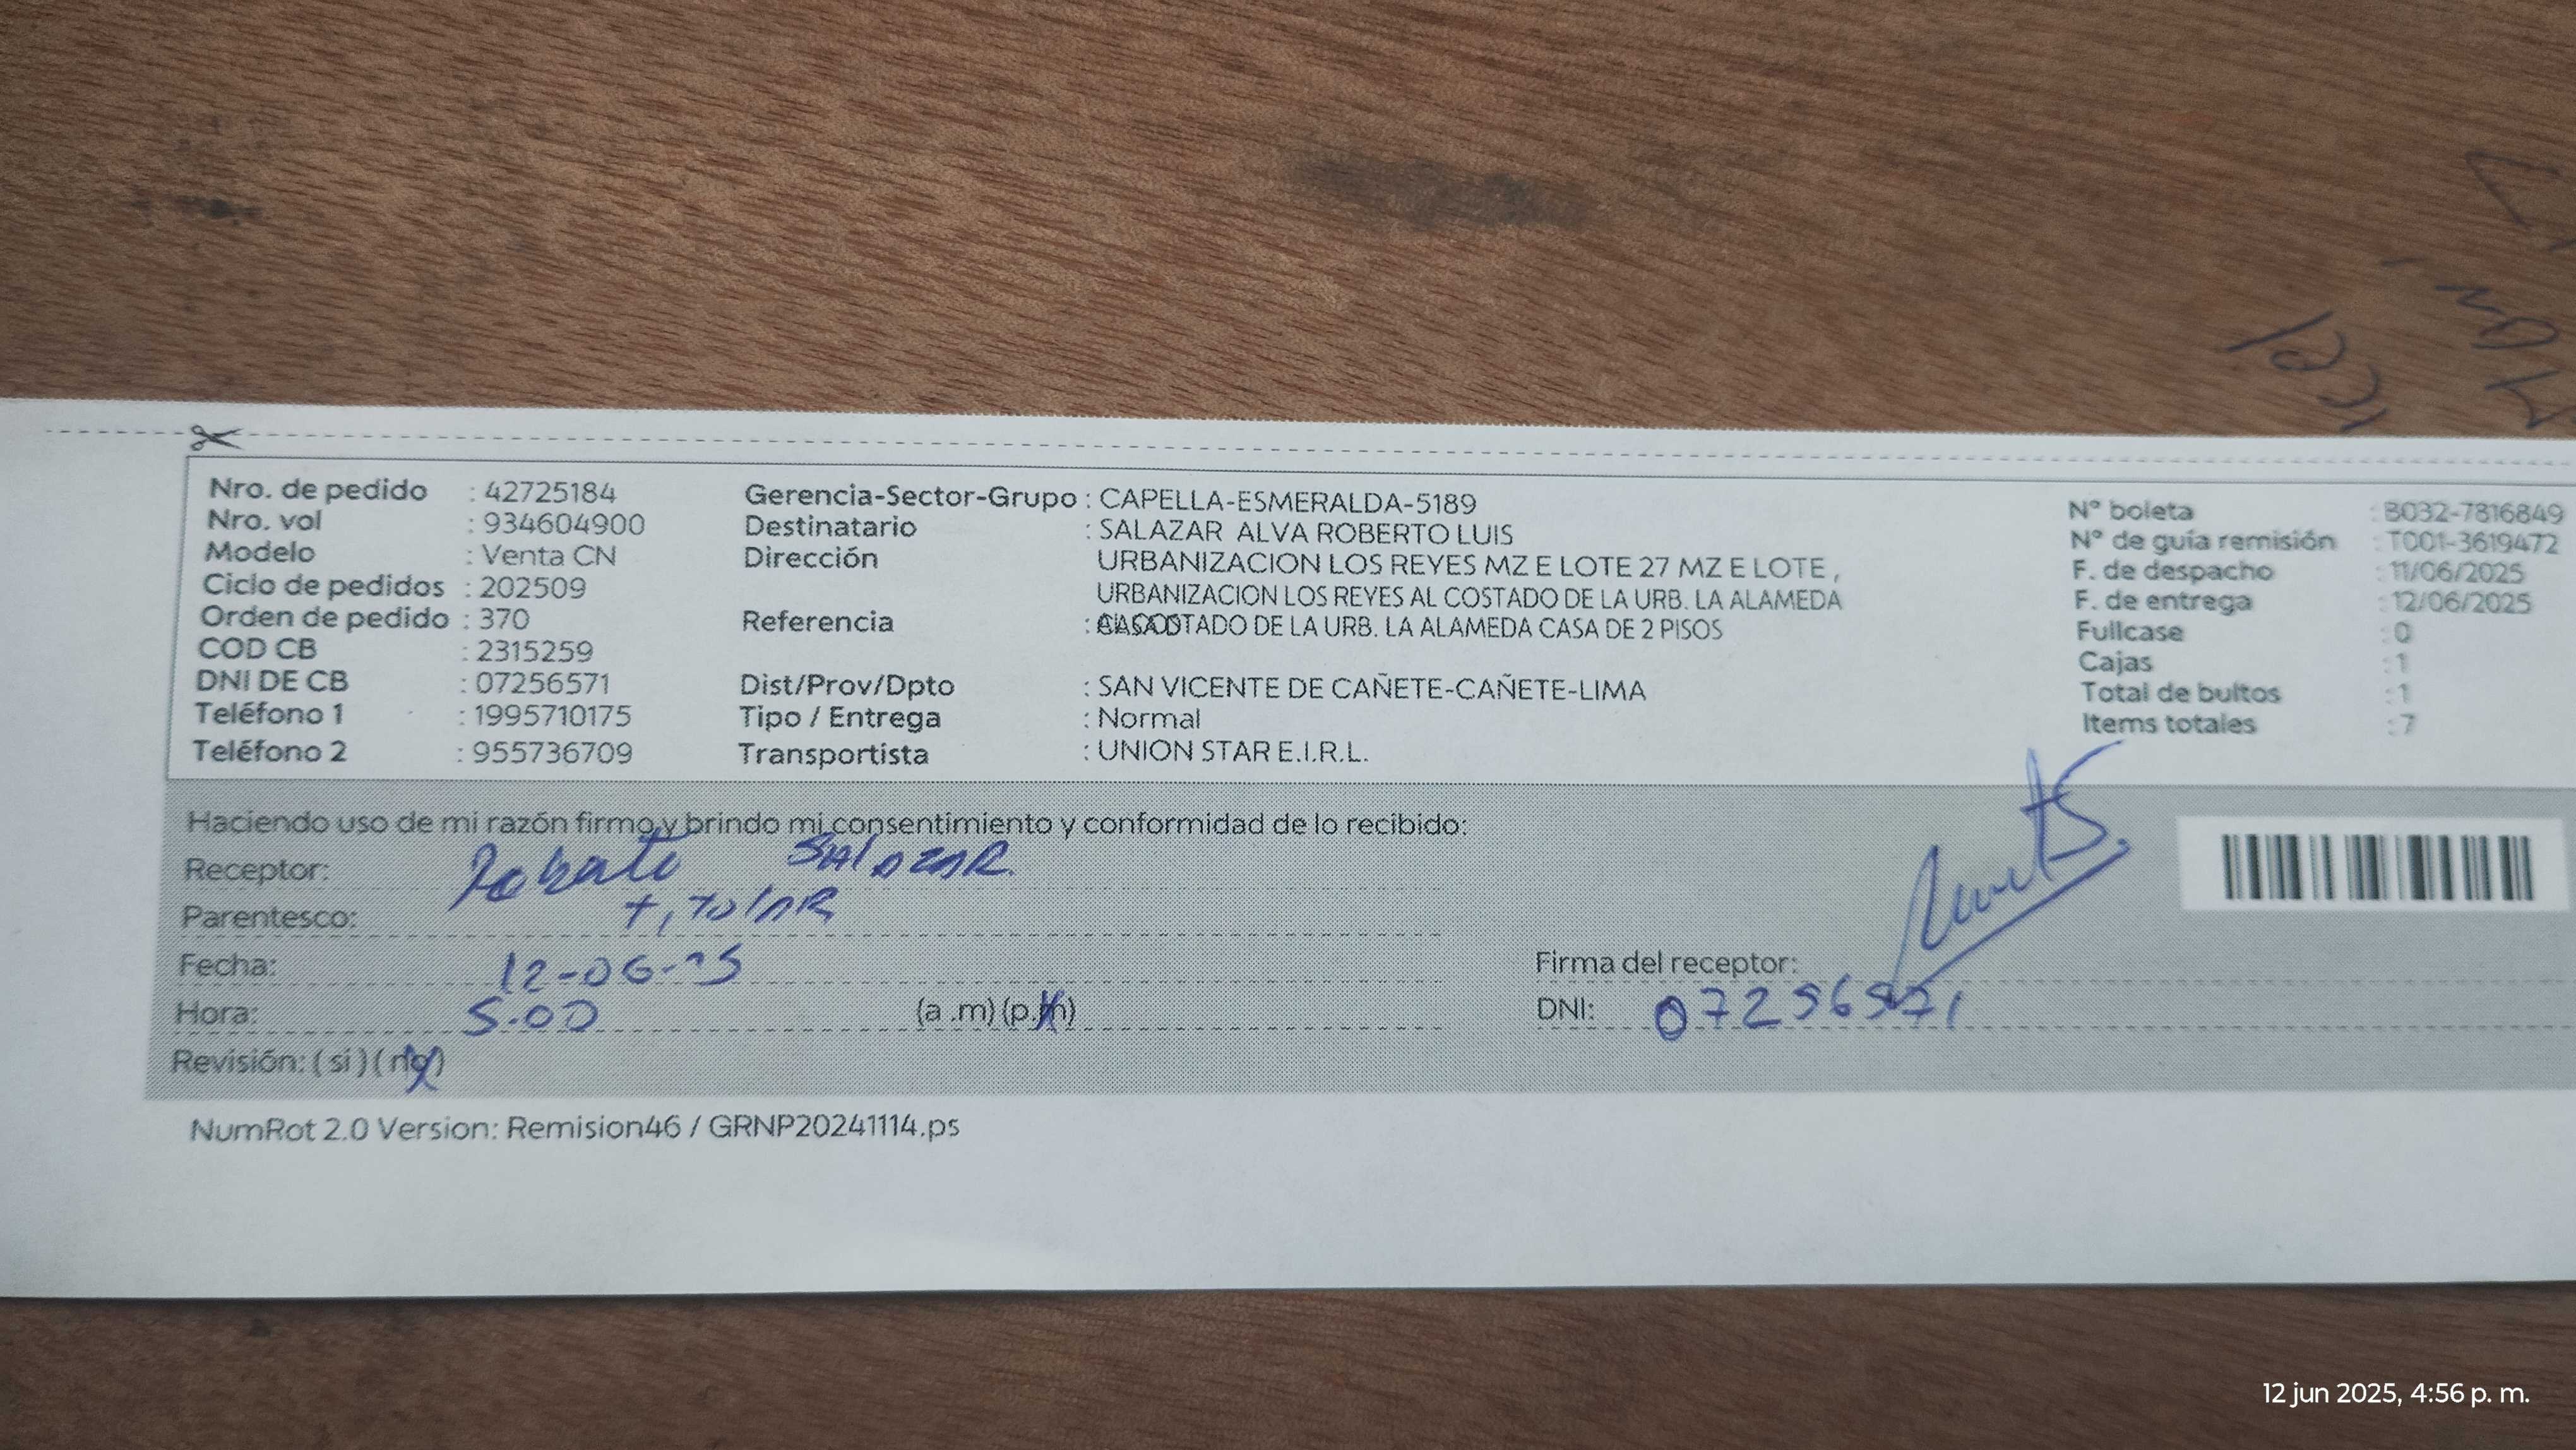 Nro. de pedido : 42725184
Nro. vol : 934604900
Modelo : Venta CN
Ciclo de pedidos : 202509
Orden de pedido : 370
COD CB : 2315259
DNI DE CB : 07256571
Teléfono 1 : 1995710175
Teléfono 2 : 955736709
Gerencia-Sector-Grupo : CAPELLA-ESMERALDA-5189
Destinatario : SALAZAR ALVA ROBERTO LUIS
Dirección URBANIZACION LOS REYES MZ E LOTE 27 MZ E LOTE ,
URBANIZACION LOS REYES AL COSTADO DE LA URB. LA ALAMEDA
Referencia : AL COSTADO DE LA URB. LA ALAMEDA CASA DE 2 PISOS
Dist/Prov/Dpto : SAN VICENTE DE CAÑETE-CAÑETE-LIMA
Tipo / Entrega : Normal
Transportista : UNION STAR E.I.R.L.
N° boleta : B032-7816849
N° de guía remisión : T001-3619472
F. de despacho : 11/06/2025
F. de entrega : 12/06/2025
Fullcase : 0
Cajas : 1
Total de bultos : 1
Items totales : 7
Haciendo uso de mi razón firmo y brindo mi consentimiento y conformidad de lo recibido:
Receptor: Roberto SALAZAR
Parentesco: titular
Fecha: 12-06-25
Hora: 5.00 (a .m) (p.m)
Revisión: ( si ) ( no )
Firma del receptor:
DNI: 07256571
NumRot 2.0 Version: Remision46 / GRNP20241114.ps
12 jun 2025, 4:56 p. m.